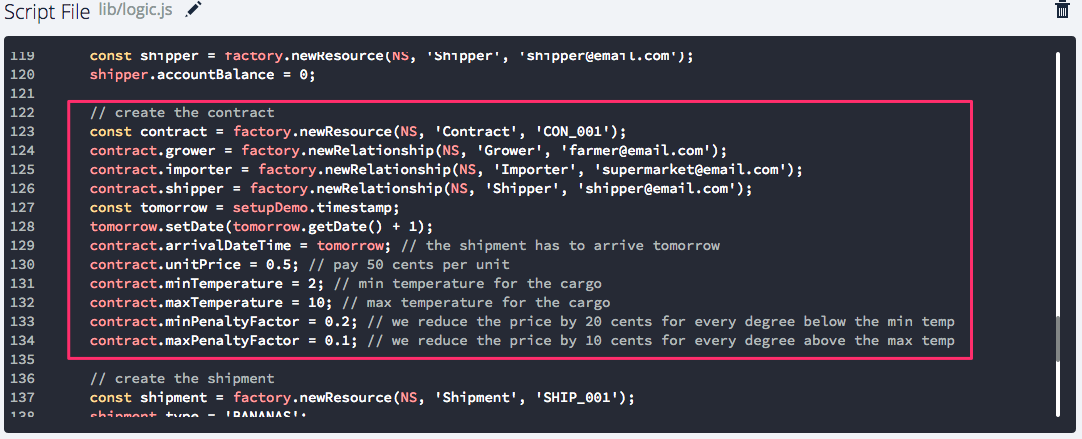 Script File lib/logic.js
119 const shipper = factory.newResource(NS, 'Shipper', 'shipper@email.com');
120 shipper.accountBalance = 0;
121
122 // create the contract
123 const contract = factory.newResource(NS, 'Contract', 'CON_001');
124 contract.grower = factory.newRelationship(NS, 'Grower', 'farmer@email.com');
125 contract.importer = factory.newRelationship(NS, 'Importer', 'supermarket@email.com');
126 contract.shipper = factory.newRelationship(NS, 'Shipper', 'shipper@email.com');
127 const tomorrow = setupDemo.timestamp;
128 tomorrow.setDate(tomorrow.getDate() + 1);
129 contract.arrivalDateTime = tomorrow; // the shipment has to arrive tomorrow
130 contract.unitPrice = 0.5; // pay 50 cents per unit
131 contract.minTemperature = 2; // min temperature for the cargo
132 contract.maxTemperature = 10; // max temperature for the cargo
133 contract.minPenaltyFactor = 0.2; // we reduce the price by 20 cents for every degree below the min temp
134 contract.maxPenaltyFactor = 0.1; // we reduce the price by 10 cents for every degree above the max temp
135
136 // create the shipment
137 const shipment = factory.newResource(NS, 'Shipment', 'SHIP_001');
138 shipment.type = 'BANANAS';